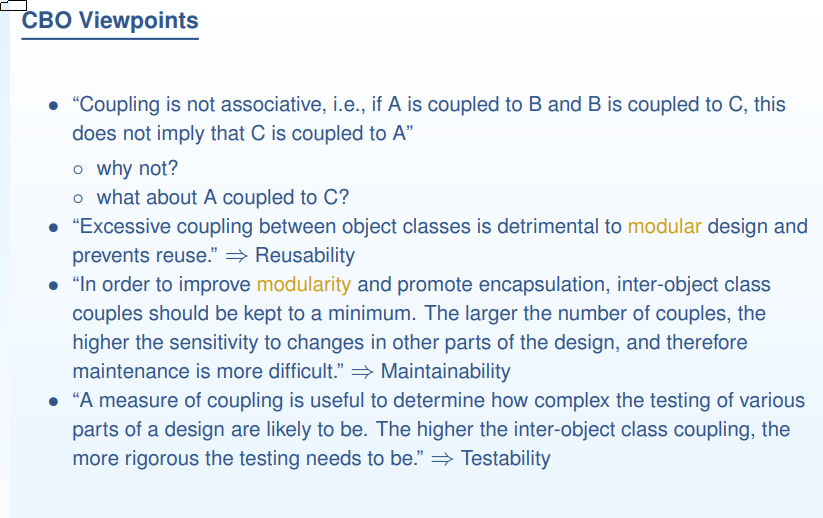 CBO Viewpoints
● “Coupling is not associative, i.e., if A is coupled to B and B is coupled to C, this
does not imply that C is coupled to A”
○ why not?
○ what about A coupled to C?
● “Excessive coupling between object classes is detrimental to modular design and
prevents reuse.” ⇒ Reusability
● “In order to improve modularity and promote encapsulation, inter-object class
couples should be kept to a minimum. The larger the number of couples, the
higher the sensitivity to changes in other parts of the design, and therefore
maintenance is more difficult.” ⇒ Maintainability
● “A measure of coupling is useful to determine how complex the testing of various
parts of a design are likely to be. The higher the inter-object class coupling, the
more rigorous the testing needs to be.” ⇒ Testability